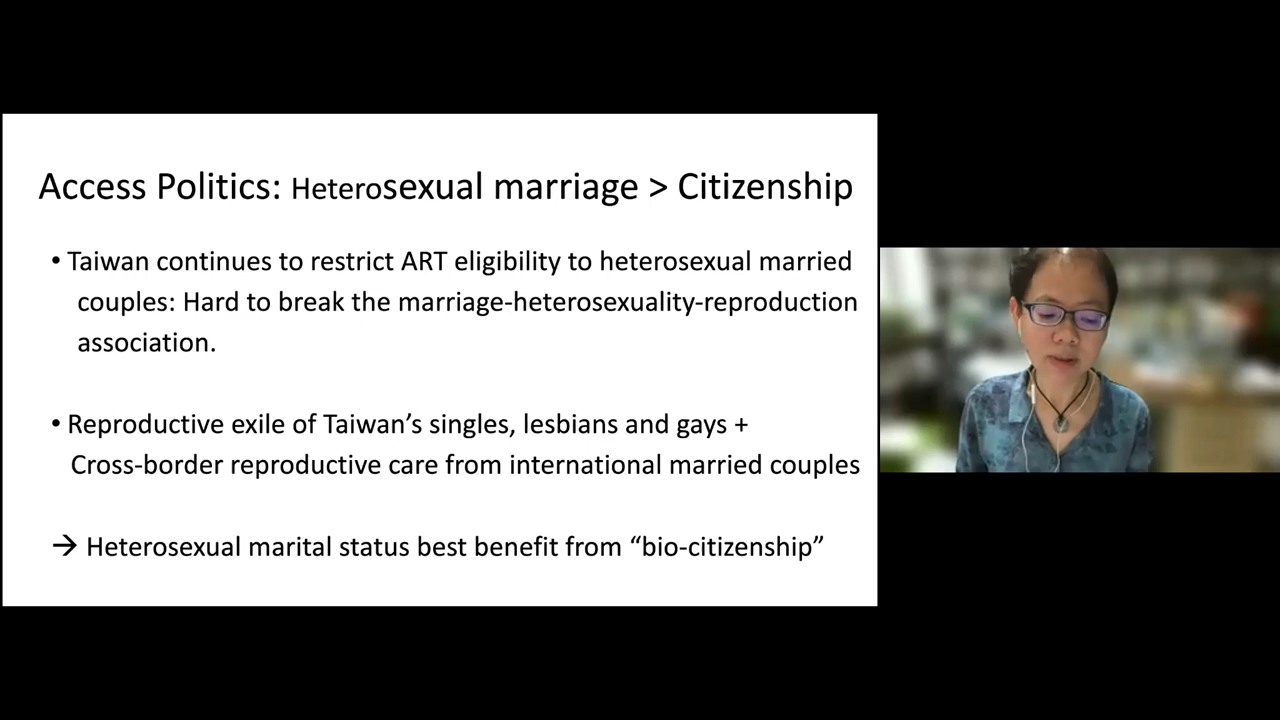 Access Politics: Heterosexual marriage > Citizenship
• Taiwan continues to restrict ART eligibility to heterosexual married
couples: Hard to break the marriage-heterosexuality-reproduction
association.
• Reproductive exile of Taiwan’s singles, lesbians and gays +
Cross-border reproductive care from international married couples
→ Heterosexual marital status best benefit from “bio-citizenship”